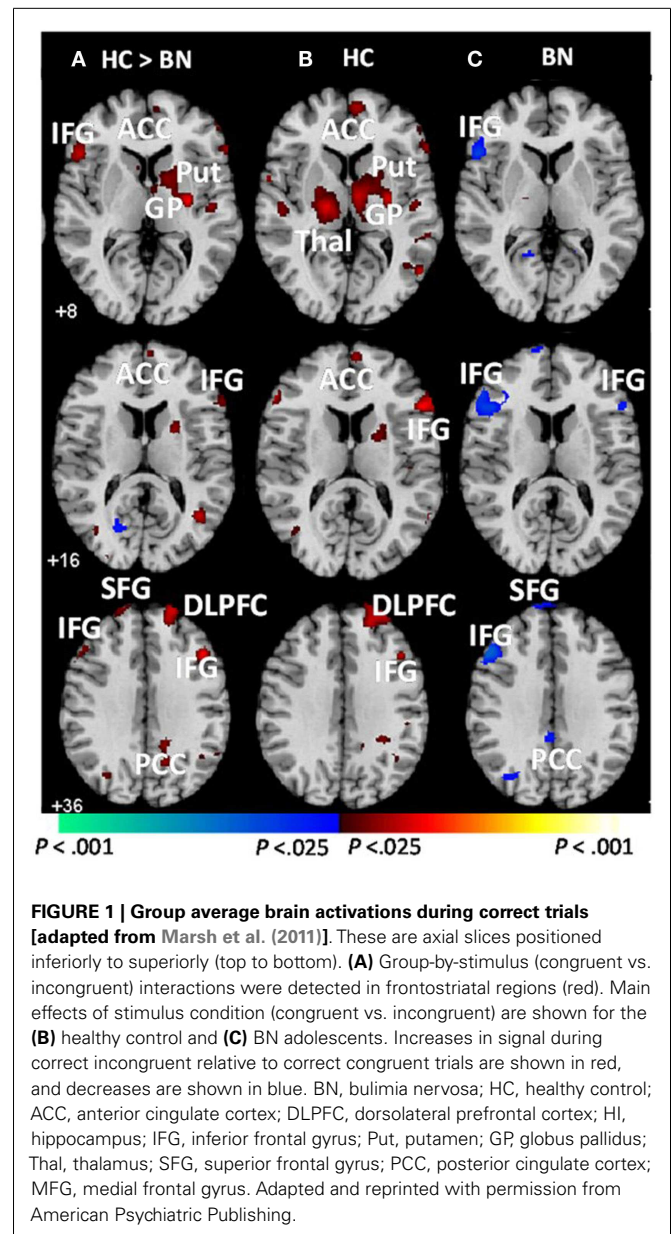 A HC > BN B HC C BN
IFG ACC ACC IFG
Put Put
GP GP
Thal
+8
ACC IFG ACC IFG IFG
IFG
+16
SFG DLPFC DLPFC SFG
IFG IFG IFG IFG
PCC PCC
+36
P < .001 P <.025 P <.025 P < .001
FIGURE 1 | Group average brain activations during correct trials
[adapted from Marsh et al. (2011)]. These are axial slices positioned
inferiorly to superiorly (top to bottom). (A) Group-by-stimulus (congruent vs.
incongruent) interactions were detected in frontostriatal regions (red). Main
effects of stimulus condition (congruent vs. incongruent) are shown for the
(B) healthy control and (C) BN adolescents. Increases in signal during
correct incongruent relative to correct congruent trials are shown in red,
and decreases are shown in blue. BN, bulimia nervosa; HC, healthy control;
ACC, anterior cingulate cortex; DLPFC, dorsolateral prefrontal cortex; HI,
hippocampus; IFG, inferior frontal gyrus; Put, putamen; GP, globus pallidus;
Thal, thalamus; SFG, superior frontal gyrus; PCC, posterior cingulate cortex;
MFG, medial frontal gyrus. Adapted and reprinted with permission from
American Psychiatric Publishing.